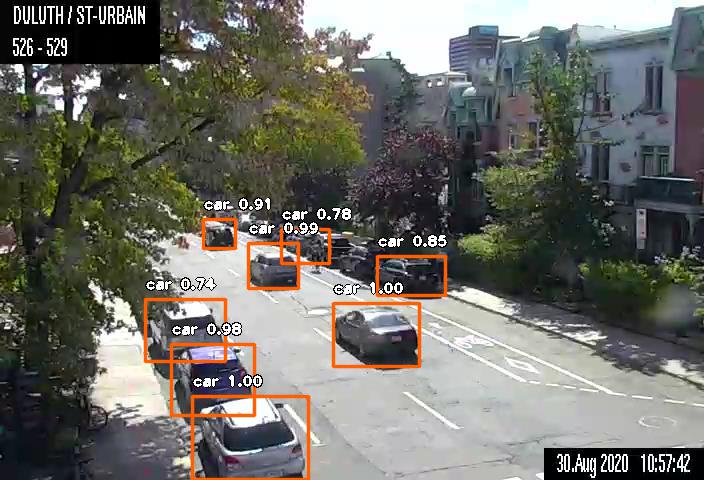 DULUTH / ST-URBAIN
526 - 529
car 0.91
car 0.78
car 0.99
car 0.85
car 0.74
car 1.00
car 0.98
car 1.00
30.Aug 2020 10:57:42